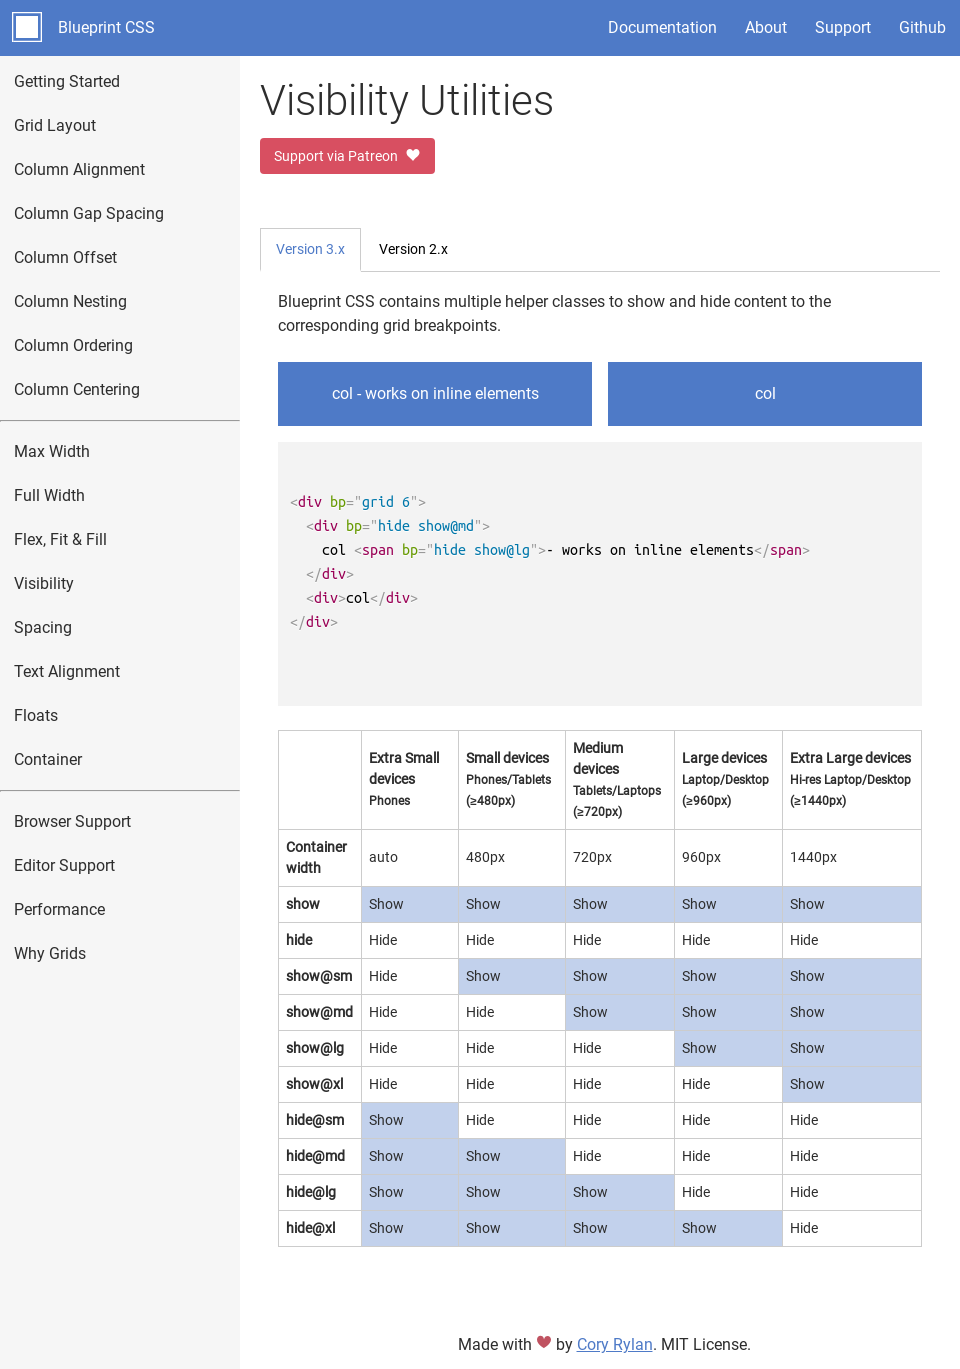 Blueprint CSS
Documentation
About
Support
Github
Getting Started
Grid Layout
Column Alignment
Column Gap Spacing
Column Offset
Column Nesting
Column Ordering
Column Centering
Max Width
Full Width
Flex, Fit & Fill
Visibility
Spacing
Text Alignment
Floats
Container
Browser Support
Editor Support
Performance
Why Grids
Visibility Utilities
Support via Patreon
Version 3.x
Version 2.x
Blueprint CSS contains multiple helper classes to show and hide content to the
corresponding grid breakpoints.
col - works on inline elements
col
<div bp="grid 6">
  <div bp="hide show@md">
    col <span bp="hide show@lg">- works on inline elements</span>
  </div>
  <div>col</div>
</div>
Extra Small devices Phones
Small devices Phones/Tablets (≥480px)
Medium devices Tablets/Laptops (≥720px)
Large devices Laptop/Desktop (≥960px)
Extra Large devices Hi-res Laptop/Desktop (≥1440px)
Container width auto 480px 720px 960px 1440px
show Show Show Show Show Show
hide Hide Hide Hide Hide Hide
show@sm Hide Show Show Show Show
show@md Hide Hide Show Show Show
show@lg Hide Hide Hide Show Show
show@xl Hide Hide Hide Hide Show
hide@sm Show Hide Hide Hide Hide
hide@md Show Show Hide Hide Hide
hide@lg Show Show Show Hide Hide
hide@xl Show Show Show Show Hide
Made with ♥ by Cory Rylan. MIT License.